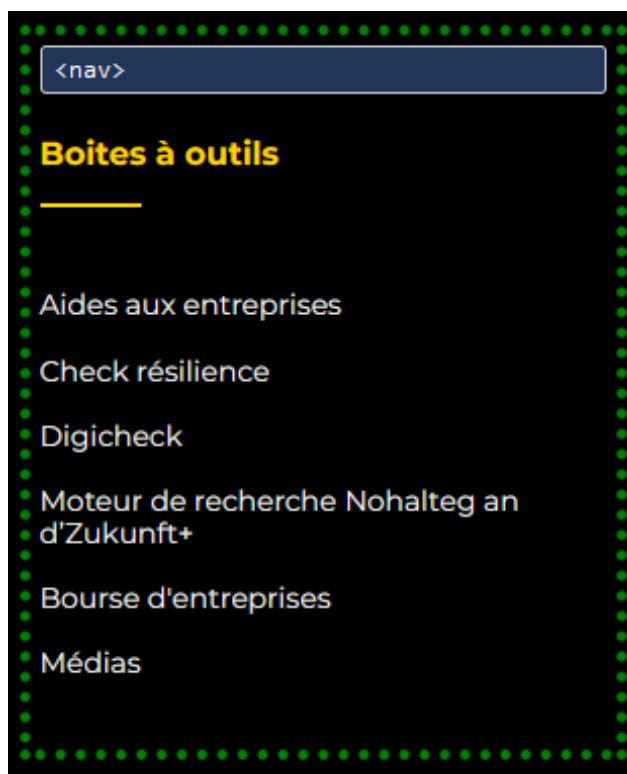 <nav>
Boites à outils
Aides aux entreprises
Check résilience
Digicheck
Moteur de recherche Nohalteg an
d’Zukunft+
Bourse d'entreprises
Médias